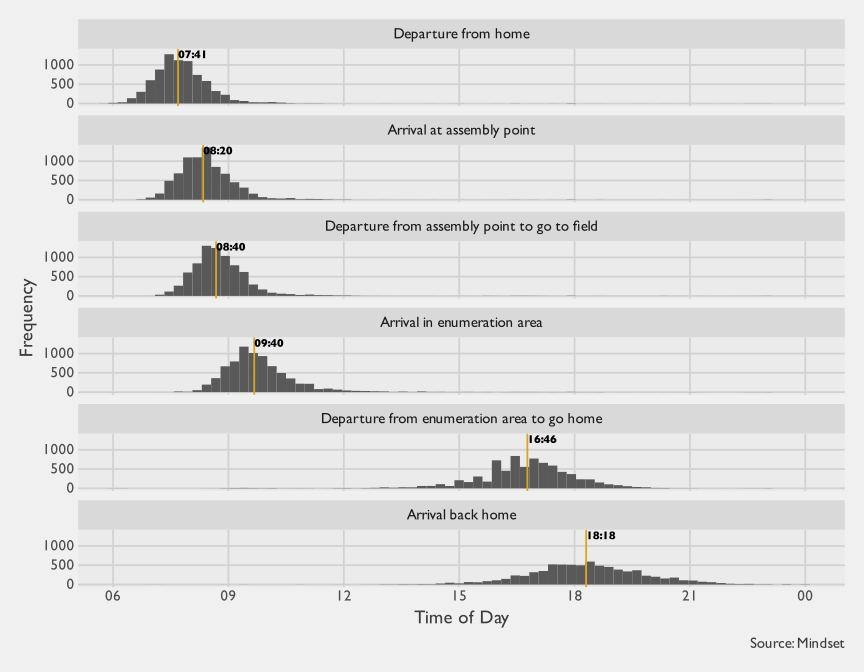 Departure from home
07:41
1000
500
0
Arrival at assembly point
08:20
1000
500
0
Departure from assembly point to go to field
08:40
1000
500
0
Arrival in enumeration area
09:40
1000
500
0
Departure from enumeration area to go home
16:46
1000
500
0
Arrival back home
18:18
1000
500
0
Frequency
06 09 12 15 18 21 00
Time of Day
Source: Mindset